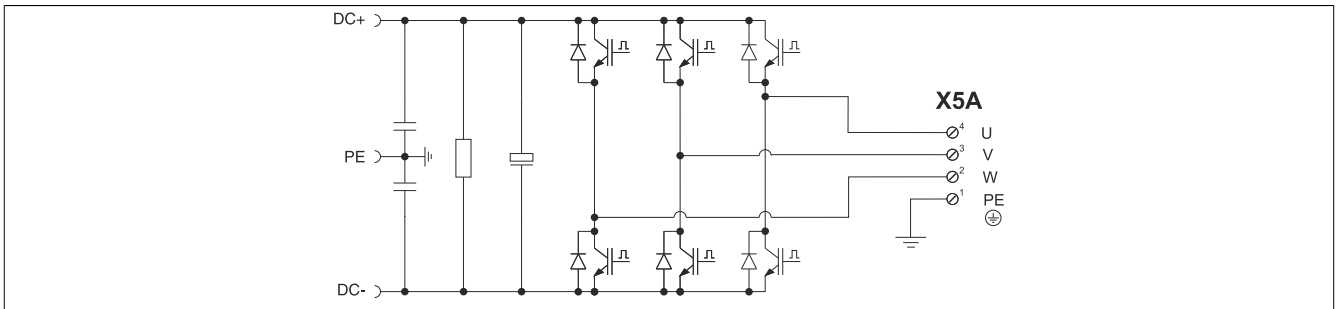 DC+
X5A
4 U
3 V
PE
2 W
1 PE
DC-